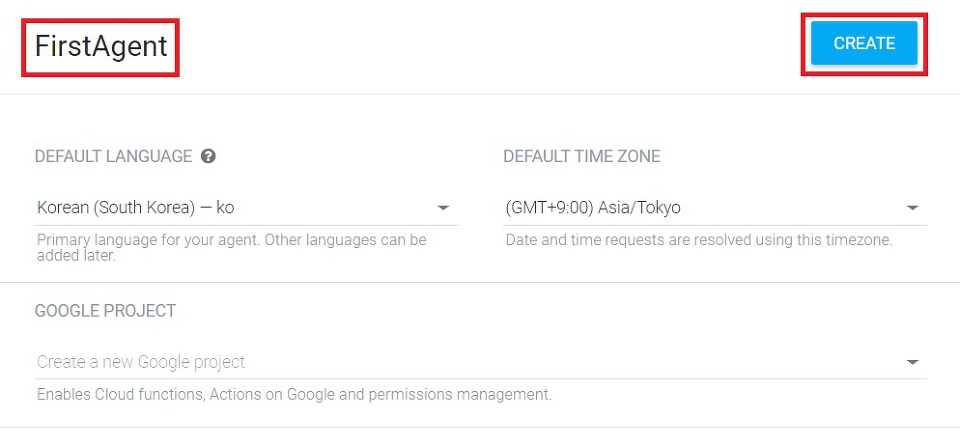 FirstAgent
CREATE
DEFAULT LANGUAGE
DEFAULT TIME ZONE
Korean (South Korea) — ko
(GMT+9:00) Asia/Tokyo
Primary language for your agent. Other languages can be
added later.
Date and time requests are resolved using this timezone.
GOOGLE PROJECT
Create a new Google project
Enables Cloud functions, Actions on Google and permissions management.